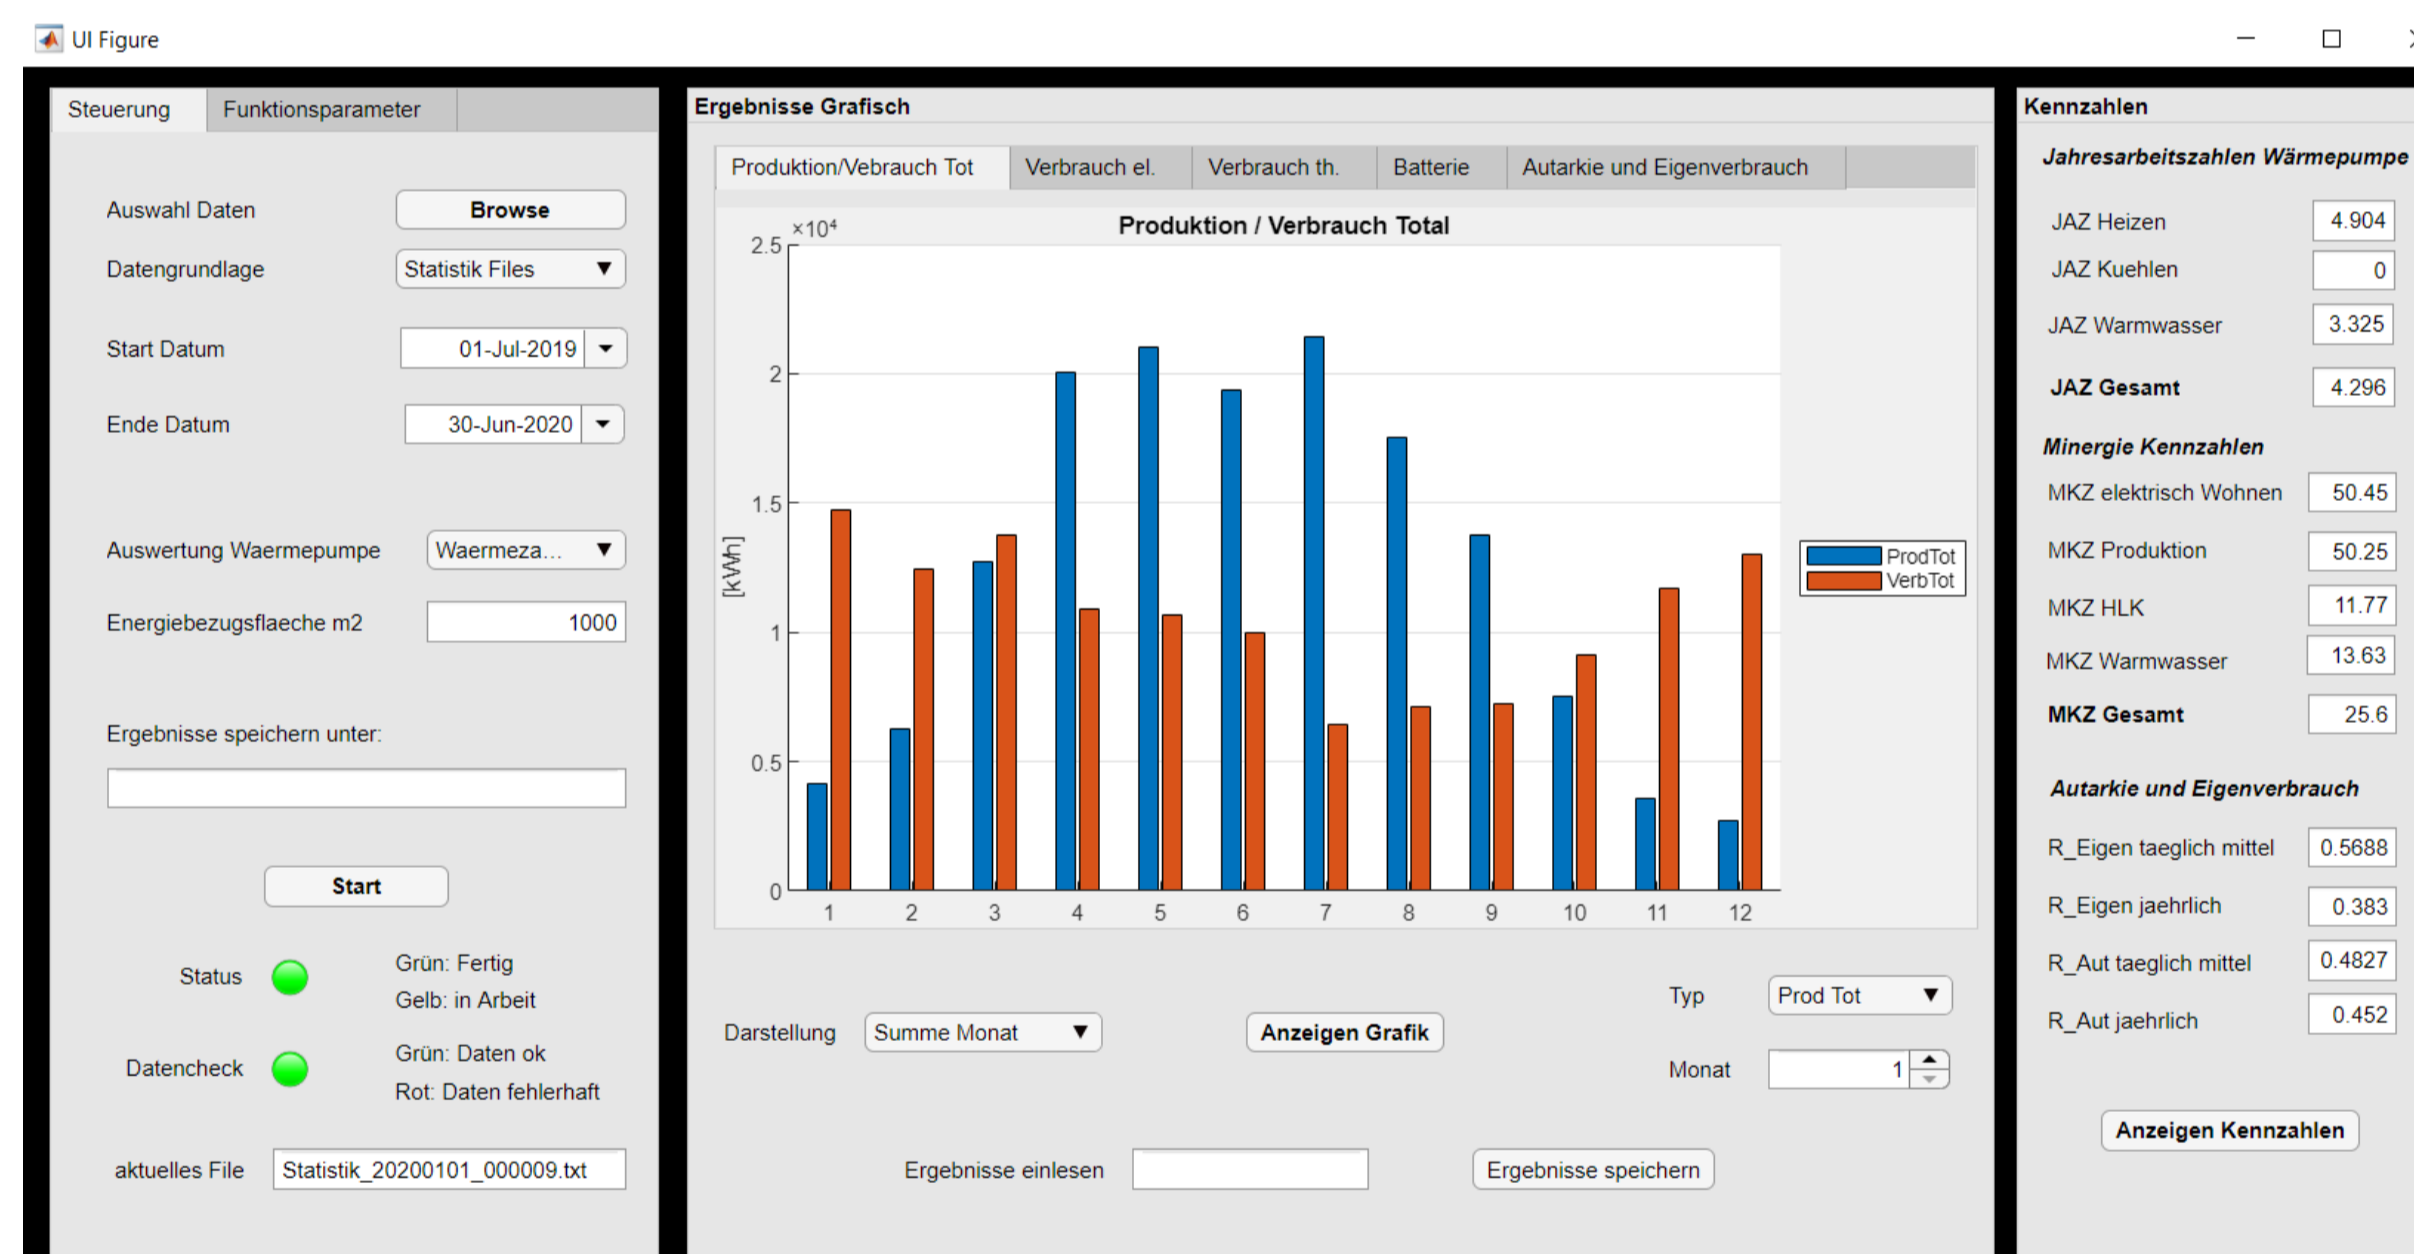 UI Figure
Steuerung
Funktionsparameter
Auswahl Daten
Browse
Datengrundlage
Statistik Files
Start Datum
01-Jul-2019
Ende Datum
30-Jun-2020
Auswertung Waermepumpe
Waermeza...
Energiebezugsflaeche m2
1000
Ergebnisse speichern unter:
Start
Status
Grün: Fertig
Gelb: in Arbeit
Datencheck
Grün: Daten ok
Rot: Daten fehlerhaft
aktuelles File
Statistik_20200101_000009.txt
Ergebnisse Grafisch
Produktion/Vebrauch Tot
Verbrauch el.
Verbrauch th.
Batterie
Autarkie und Eigenverbrauch
Produktion / Verbrauch Total
×10⁴
2.5
2
1.5
1
0.5
0
[kWh]
1 2 3 4 5 6 7 8 9 10 11 12
ProdTot
VerbTot
Darstellung
Summe Monat
Anzeigen Grafik
Typ
Prod Tot
Monat
1
Ergebnisse einlesen
Ergebnisse speichern
Kennzahlen
Jahresarbeitszahlen Wärmepumpe
JAZ Heizen 4.904
JAZ Kuehlen 0
JAZ Warmwasser 3.325
JAZ Gesamt 4.296
Minergie Kennzahlen
MKZ elektrisch Wohnen 50.45
MKZ Produktion 50.25
MKZ HLK 11.77
MKZ Warmwasser 13.63
MKZ Gesamt 25.6
Autarkie und Eigenverbrauch
R_Eigen taeglich mittel 0.5688
R_Eigen jaehrlich 0.383
R_Aut taeglich mittel 0.4827
R_Aut jaehrlich 0.452
Anzeigen Kennzahlen